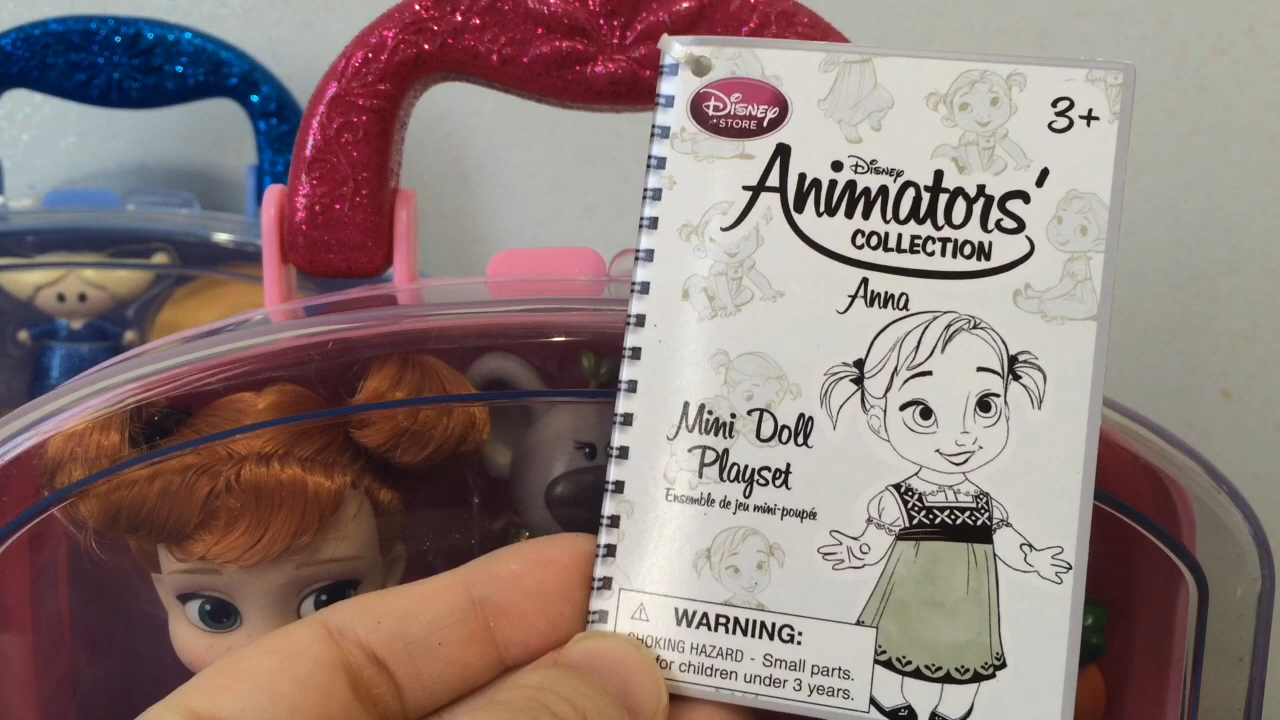 Disney
STORE
3+
Disney
Animators'
COLLECTION
Anna
Mini Doll
Playset
Ensemble de jeu mini-poupée
WARNING:
CHOKING HAZARD - Small parts.
for children under 3 years.